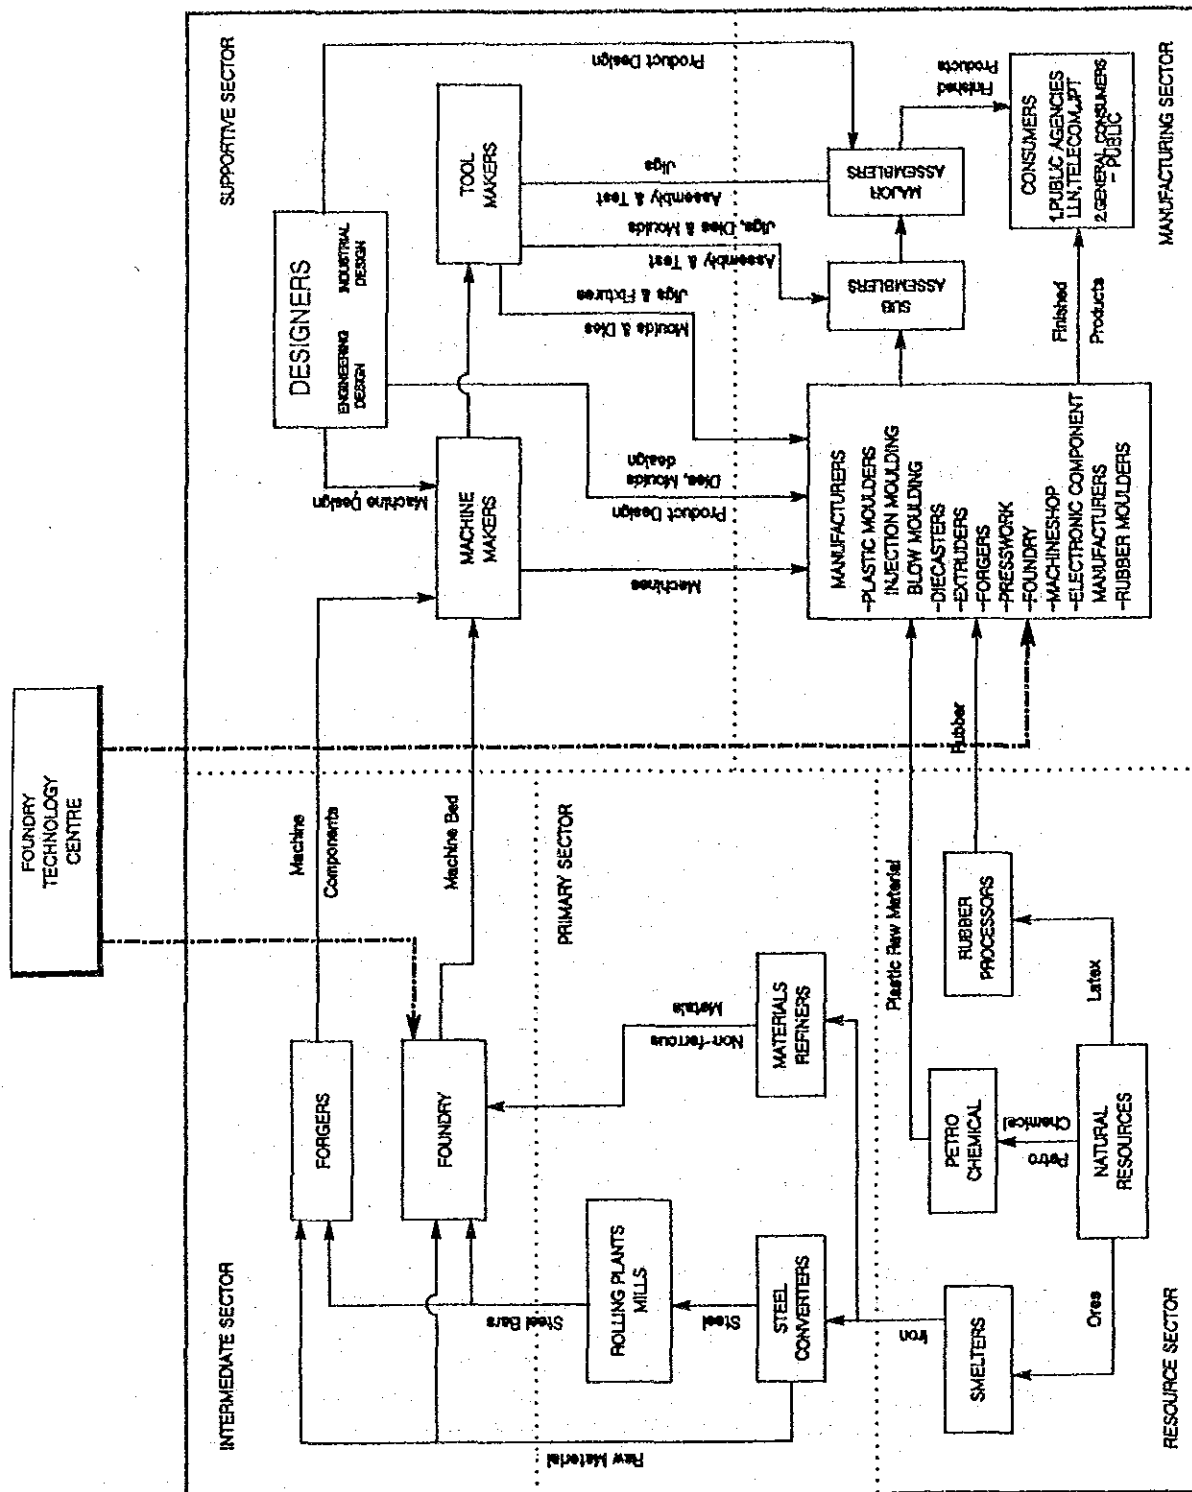 FOUNDRY
TECHNOLOGY
CENTRE
INTERMEDIATE SECTOR
SUPPORTIVE SECTOR
FORGERS
Machine
Components
DESIGNERS
ENGINEERING
DESIGN
INDUSTRIAL
DESIGN
Machine Design
Product Design
FOUNDRY
Machine Bed
MACHINE
MAKERS
TOOL
MAKERS
Raw Material
Steel Bars
Non-ferrous
Metals
Machines
Product Design
Dies, Moulds
design
Moulds & Dies
Jigs & Fixtures
Assembly & Test
Jigs, Dies & Moulds
Assembly & Test
Jigs
PRIMARY SECTOR
ROLLING PLANTS
MILLS
Steel
STEEL
CONVERTERS
MATERIALS
REFINERS
Iron
Plastic Raw Material
Rubber
SMELTERS
PETRO
CHEMICAL
RUBBER
PROCESSORS
Ores
Petro
Chemical
Latex
NATURAL
RESOURCES
RESOURCE SECTOR
MANUFACTURERS
-PLASTIC MOULDERS
INJECTION MOULDING
BLOW MOULDING
-DIECASTERS
-EXTRUDERS
-FORGERS
-PRESSWORK
-FOUNDRY
-MACHINESHOP
-ELECTRONIC COMPONENT
MANUFACTURERS
-RUBBER MOULDERS
SUB
ASSEMBLERS
MAJOR
ASSEMBLERS
Finished
Products
Finished
Products
CONSUMERS
1.PUBLIC AGENCIES
LLN,TELECOM,JPT
2.GENERAL CONSUMERS
- PUBLIC
MANUFACTURING SECTOR